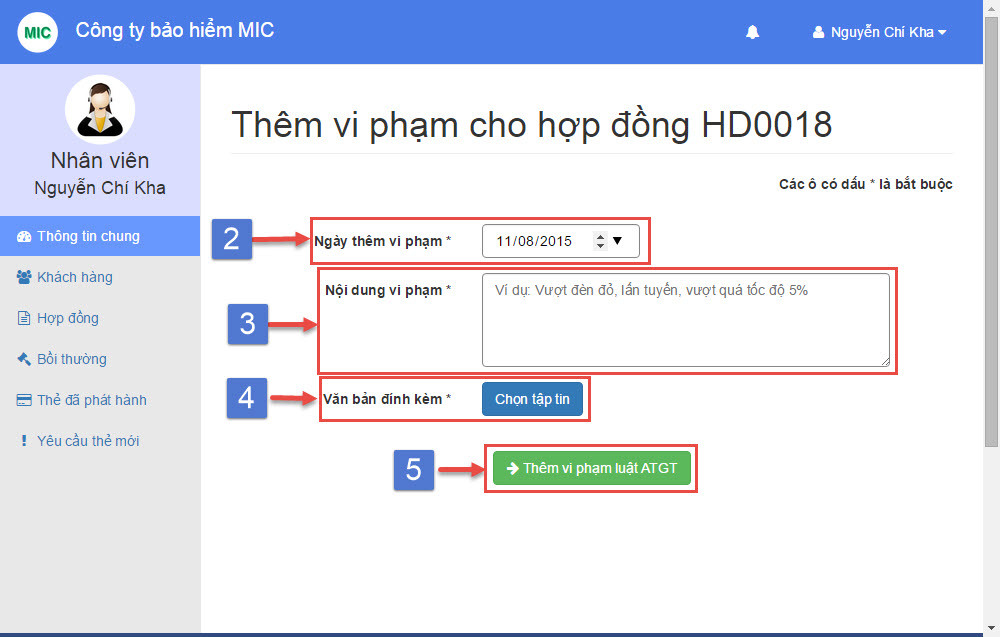 MIC
Công ty bảo hiểm MIC
Nguyễn Chí Kha
Nhân viên
Nguyễn Chí Kha
Thông tin chung
Khách hàng
Hợp đồng
Bồi thường
Thẻ đã phát hành
Yêu cầu thẻ mới
Thêm vi phạm cho hợp đồng HD0018
Các ô có dấu * là bắt buộc
2
Ngày thêm vi phạm *
11/08/2015
3
Nội dung vi phạm *
Ví dụ: Vượt đèn đỏ, lấn tuyến, vượt quá tốc độ 5%
4
Văn bản đính kèm *
Chọn tập tin
5
Thêm vi phạm luật ATGT